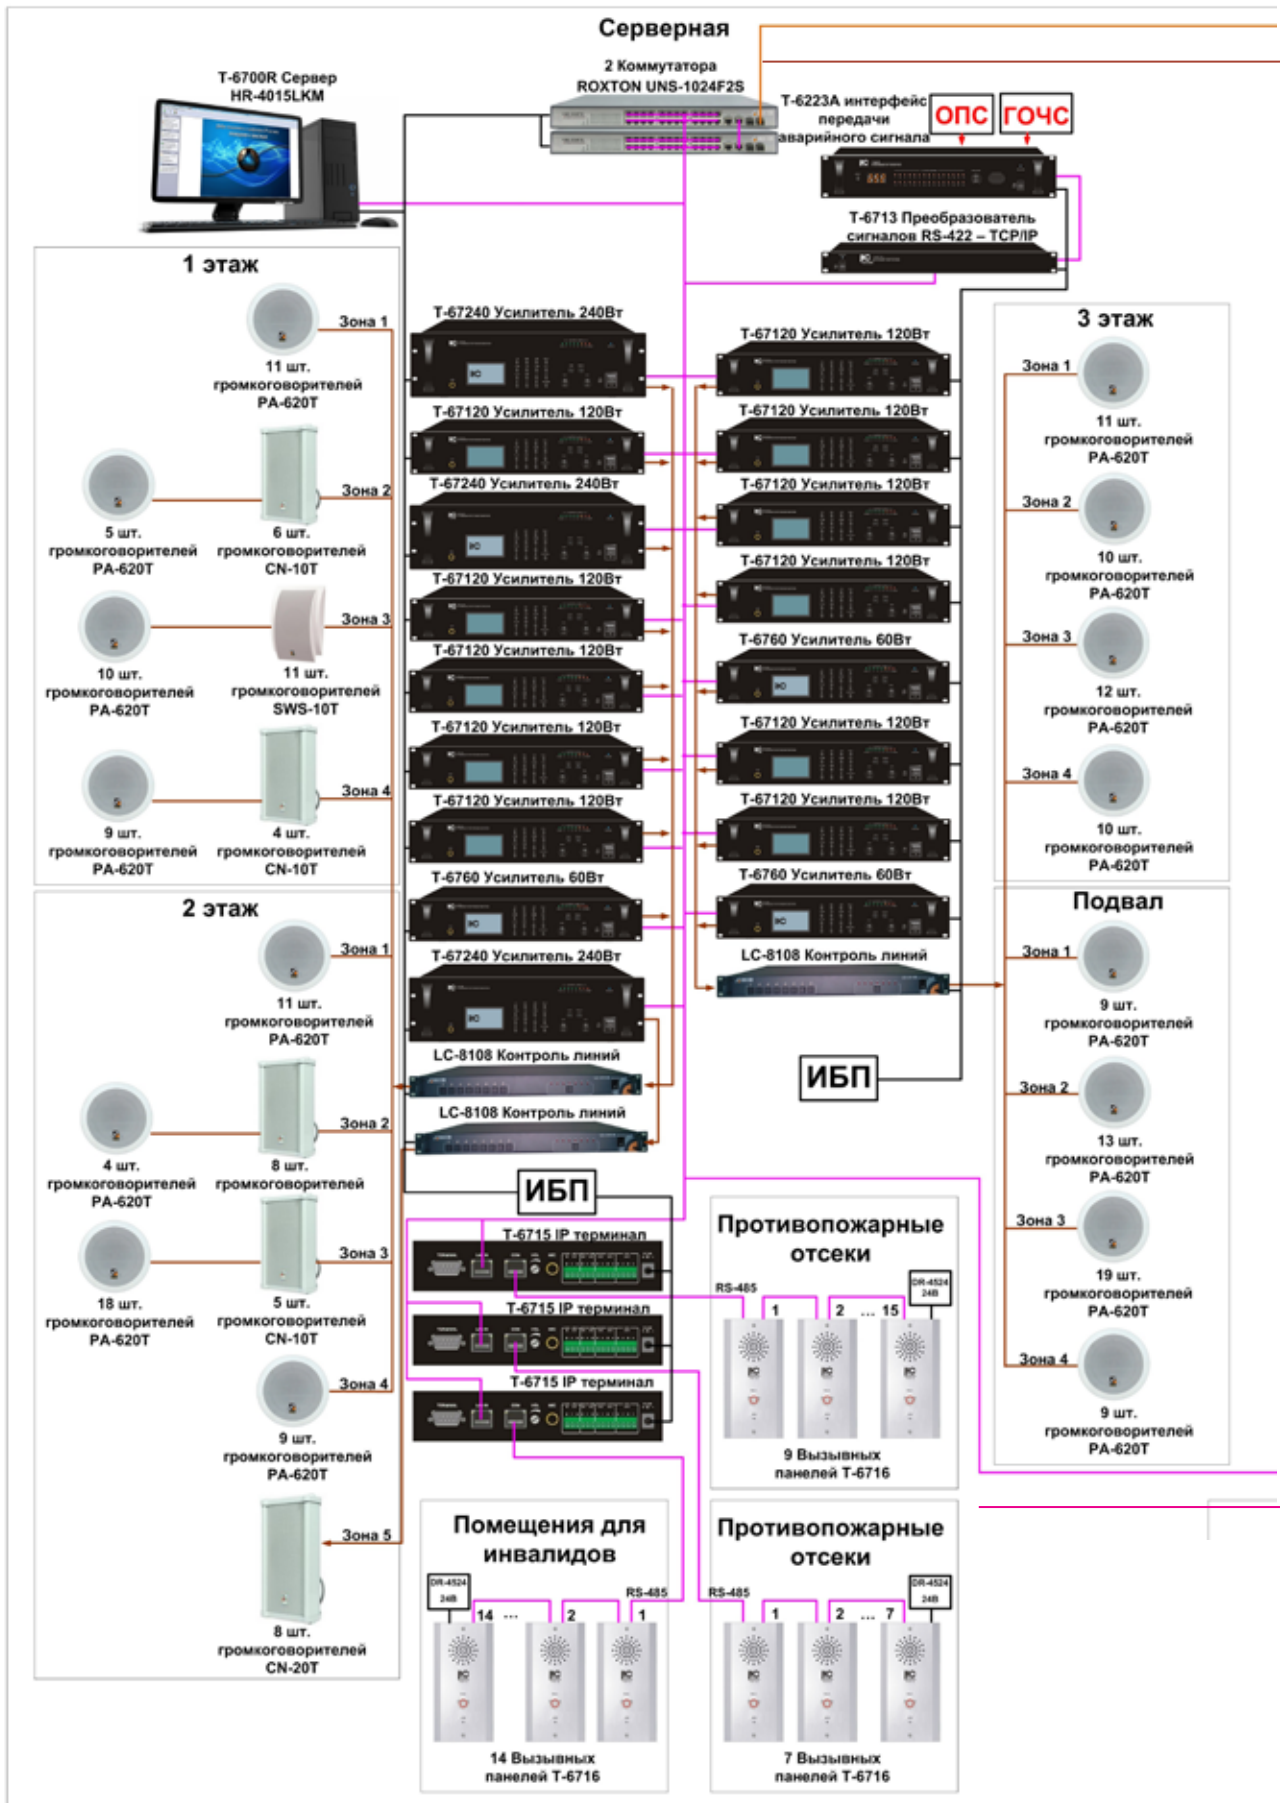 Серверная
T-6700R Сервер
HR-4015LKM
2 Коммутатора
ROXTON UNS-1024F2S
T-6223A интерфейс
передачи
аварийного сигнала
ОПС
ГОЧС
T-6713 Преобразователь
сигналов RS-422 – TCP/IP
1 этаж
Зона 1
11 шт.
громкоговорителей
PA-620T
Зона 2
5 шт.
громкоговорителей
PA-620T
6 шт.
громкоговорителей
CN-10T
Зона 3
10 шт.
громкоговорителей
PA-620T
11 шт.
громкоговорителей
SWS-10T
Зона 4
9 шт.
громкоговорителей
PA-620T
4 шт.
громкоговорителей
CN-10T
2 этаж
Зона 1
11 шт.
громкоговорителей
PA-620T
Зона 2
4 шт.
громкоговорителей
PA-620T
8 шт.
громкоговорителей
Зона 3
18 шт.
громкоговорителей
PA-620T
5 шт.
громкоговорителей
CN-10T
Зона 4
9 шт.
громкоговорителей
PA-620T
Зона 5
8 шт.
громкоговорителей
CN-20T
T-67240 Усилитель 240Вт
T-67120 Усилитель 120Вт
T-67240 Усилитель 240Вт
T-67120 Усилитель 120Вт
T-67120 Усилитель 120Вт
T-67120 Усилитель 120Вт
T-67120 Усилитель 120Вт
T-6760 Усилитель 60Вт
T-67240 Усилитель 240Вт
LC-8108 Контроль линий
LC-8108 Контроль линий
ИБП
T-6715 IP терминал
T-6715 IP терминал
T-6715 IP терминал
T-67120 Усилитель 120Вт
T-67120 Усилитель 120Вт
T-67120 Усилитель 120Вт
T-67120 Усилитель 120Вт
T-6760 Усилитель 60Вт
T-67120 Усилитель 120Вт
T-67120 Усилитель 120Вт
T-6760 Усилитель 60Вт
LC-8108 Контроль линий
ИБП
3 этаж
Зона 1
11 шт.
громкоговорителей
PA-620T
Зона 2
10 шт.
громкоговорителей
PA-620T
Зона 3
12 шт.
громкоговорителей
PA-620T
Зона 4
10 шт.
громкоговорителей
PA-620T
Подвал
Зона 1
9 шт.
громкоговорителей
PA-620T
Зона 2
13 шт.
громкоговорителей
PA-620T
Зона 3
19 шт.
громкоговорителей
PA-620T
Зона 4
9 шт.
громкоговорителей
PA-620T
Противопожарные
отсеки
RS-485
DR-4524
24В
1 2 ... 15
9 Вызывных
панелей T-6716
Помещения для
инвалидов
DR-4524
24В
RS-485
14 ... 2 1
14 Вызывных
панелей T-6716
Противопожарные
отсеки
RS-485
DR-4524
24В
1 2 ... 7
7 Вызывных
панелей T-6716